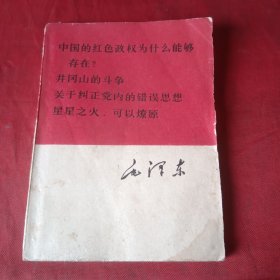 中国的红色政权为什么能够
存在？
井冈山的斗争
关于纠正党内的错误思想
星星之火，可以燎原
毛泽东